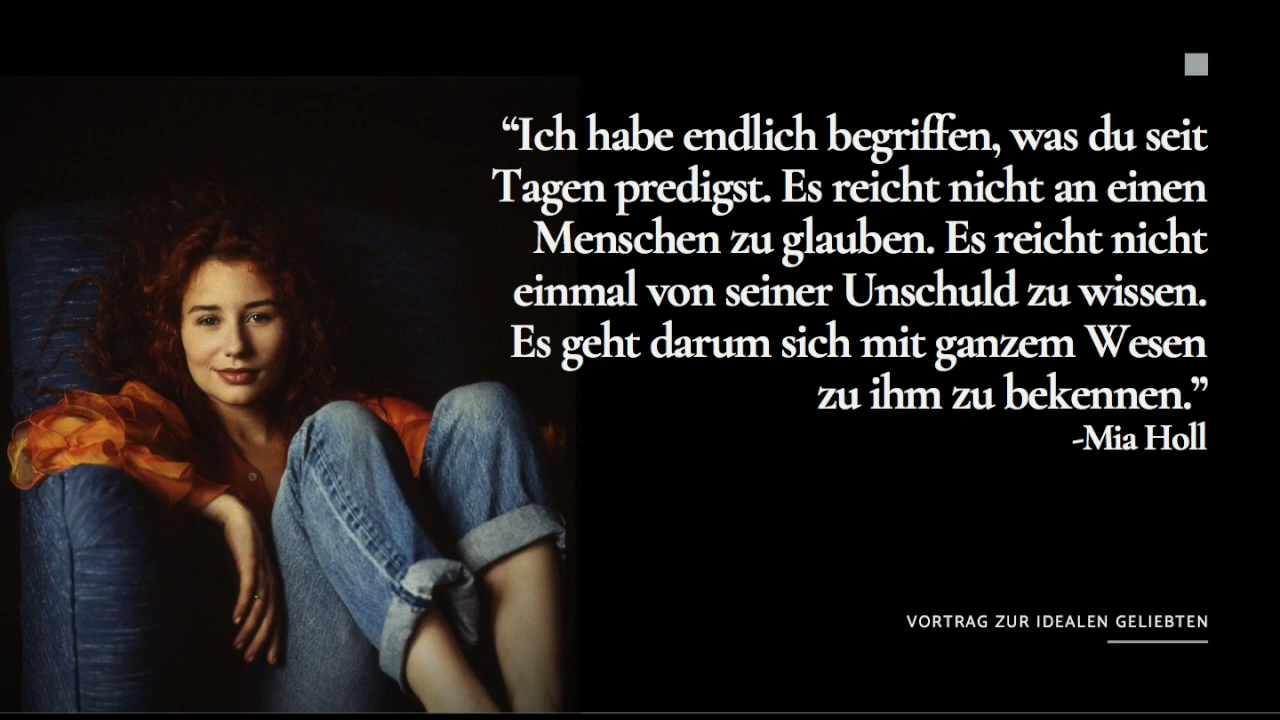 “Ich habe endlich begriffen, was du seit
Tagen predigst. Es reicht nicht an einen
Menschen zu glauben. Es reicht nicht
einmal von seiner Unschuld zu wissen.
Es geht darum sich mit ganzem Wesen
zu ihm zu bekennen.”
-Mia Holl
VORTRAG ZUR IDEALEN GELIEBTEN